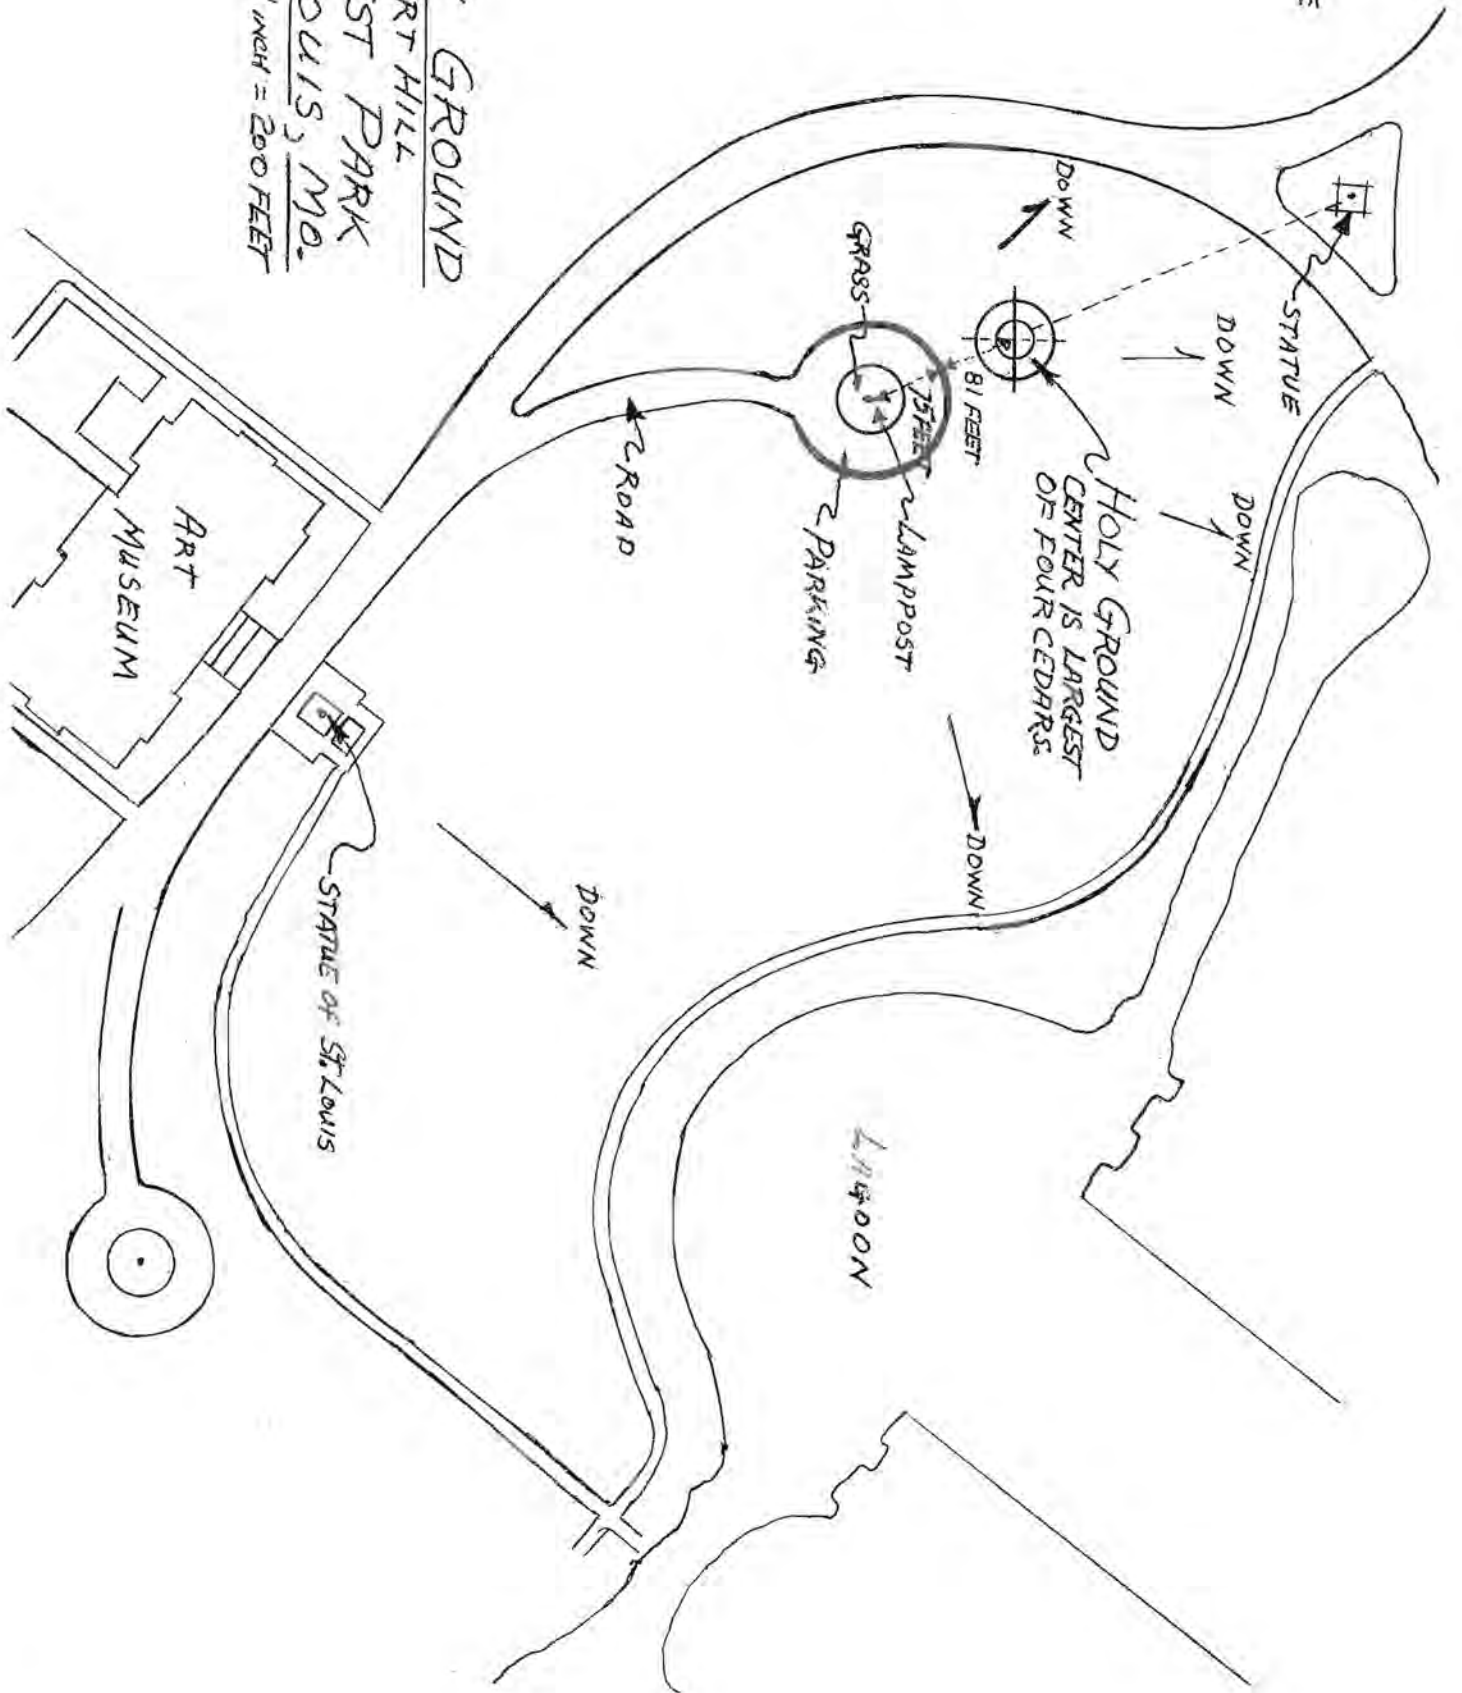 GROUND
RT HILL
ST PARK
OUIS, MO.
INCH = 200 FEET
STATUE
DOWN
DOWN
DOWN
HOLY GROUND
CENTER IS LARGEST
OF FOUR CEDARS.
81 FEET
75 FEET
GRASS
LAMPPOST
PARKING
ROAD
DOWN
DOWN
LAGOON
ART
MUSEUM
STATUE OF ST. LOUIS